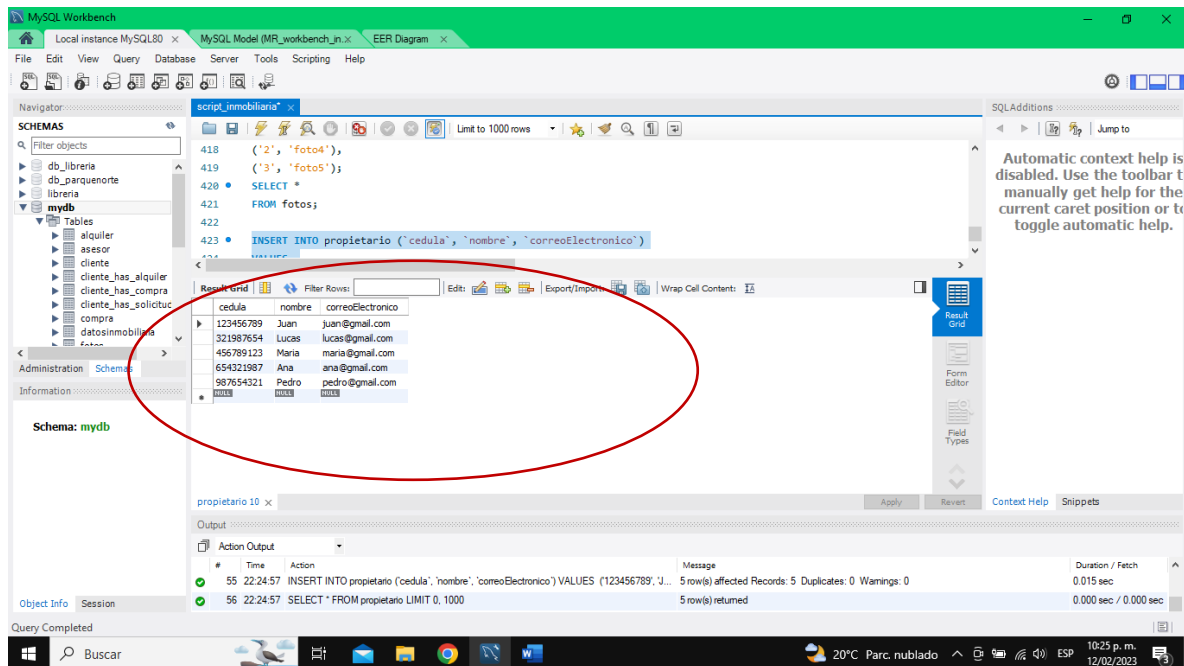 MySQL Workbench
Local instance MySQL80 × MySQL Model (MR_workbench_in.× EER Diagram ×
File Edit View Query Database Server Tools Scripting Help
Navigator script_inmobiliaria* × SQLAdditions
SCHEMAS Limit to 1000 rows Jump to
Filter objects
db_libreria
db_parquenorte
libreria
mydb
Tables
alquiler
asesor
cliente
cliente_has_alquiler
cliente_has_compra
cliente_has_solicituc
compra
datosinmobiliaria
fotos
Administration Schemas
Information
Schema: mydb
Object Info Session
418 ('2', 'foto4'),
419 ('3', 'foto5');
420 SELECT *
421 FROM fotos;
422
423 INSERT INTO propietario (`cedula`, `nombre`, `correoElectronico`)
424 VALUES
Result Grid Filter Rows: Edit: Export/Import: Wrap Cell Content:
cedula nombre correoElectronico
123456789 Juan juan@gmail.com
321987654 Lucas lucas@gmail.com
456789123 Maria maria@gmail.com
654321987 Ana ana@gmail.com
987654321 Pedro pedro@gmail.com
NULL NULL NULL
Result Grid
Form Editor
Field Types
propietario 10 × Apply Revert
Automatic context help is
disabled. Use the toolbar t
manually get help for the
current caret position or to
toggle automatic help.
Context Help Snippets
Output
Action Output
# Time Action Message Duration / Fetch
55 22:24:57 INSERT INTO propietario (`cedula`, `nombre`, `correoElectronico`) VALUES ('123456789', 'J... 5 row(s) affected Records: 5 Duplicates: 0 Warnings: 0 0.015 sec
56 22:24:57 SELECT * FROM propietario LIMIT 0, 1000 5 row(s) returned 0.000 sec / 0.000 sec
Query Completed
Buscar 20°C Parc. nublado ESP 10:25 p. m.
12/02/2023 3